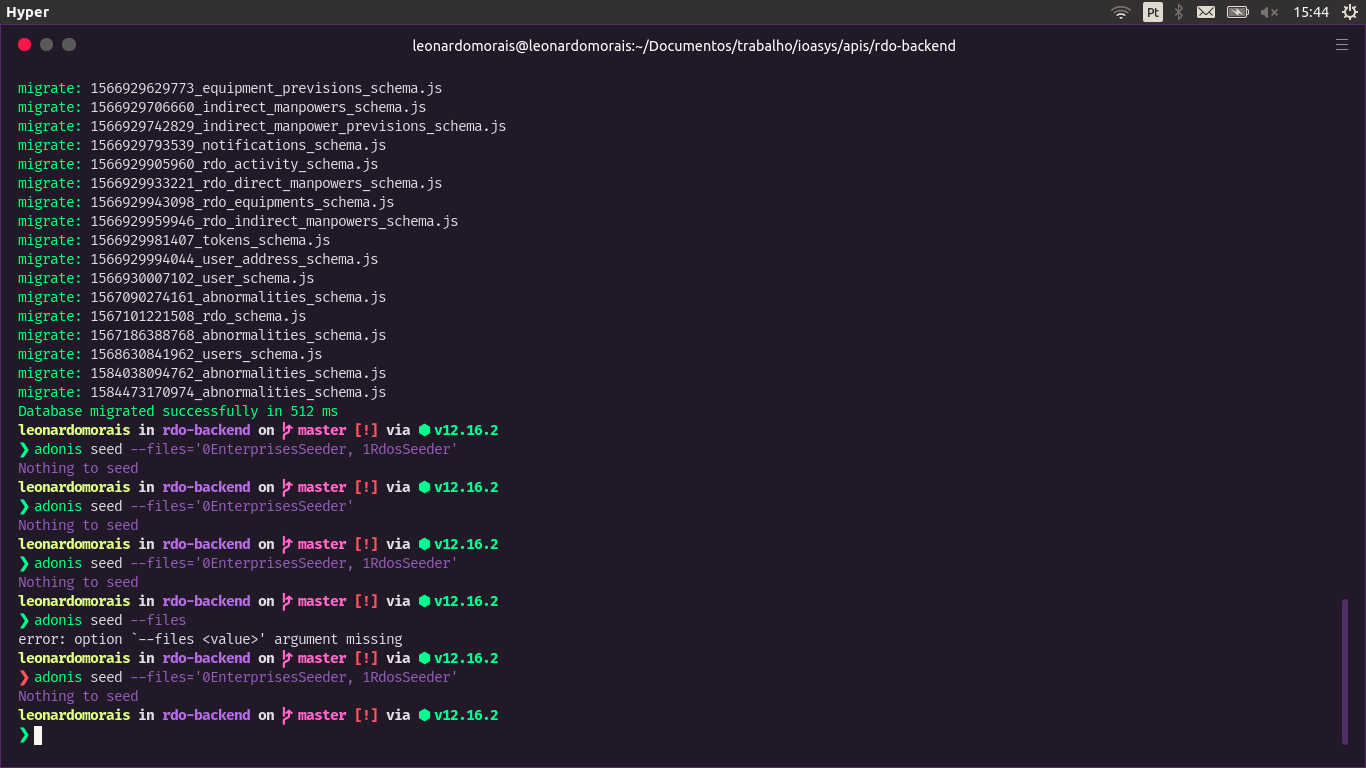 Hyper
Pt
15:44
leonardomorais@leonardomorais:~/Documentos/trabalho/ioasys/apis/rdo-backend
migrate: 1566929629773_equipment_previsions_schema.js
migrate: 1566929706660_indirect_manpowers_schema.js
migrate: 1566929742829_indirect_manpower_previsions_schema.js
migrate: 1566929793539_notifications_schema.js
migrate: 1566929905960_rdo_activity_schema.js
migrate: 1566929933221_rdo_direct_manpowers_schema.js
migrate: 1566929943098_rdo_equipments_schema.js
migrate: 1566929959946_rdo_indirect_manpowers_schema.js
migrate: 1566929981407_tokens_schema.js
migrate: 1566929994044_user_address_schema.js
migrate: 1566930007102_user_schema.js
migrate: 1567090274161_abnormalities_schema.js
migrate: 1567101221508_rdo_schema.js
migrate: 1567186388768_abnormalities_schema.js
migrate: 1568630841962_users_schema.js
migrate: 1584038094762_abnormalities_schema.js
migrate: 1584473170974_abnormalities_schema.js
Database migrated successfully in 512 ms
leonardomorais in rdo-backend on master [!] via ⬢ v12.16.2
❯ adonis seed --files='0EnterprisesSeeder, 1RdosSeeder'
Nothing to seed
leonardomorais in rdo-backend on master [!] via ⬢ v12.16.2
❯ adonis seed --files='0EnterprisesSeeder'
Nothing to seed
leonardomorais in rdo-backend on master [!] via ⬢ v12.16.2
❯ adonis seed --files='0EnterprisesSeeder, 1RdosSeeder'
Nothing to seed
leonardomorais in rdo-backend on master [!] via ⬢ v12.16.2
❯ adonis seed --files
error: option `--files <value>' argument missing
leonardomorais in rdo-backend on master [!] via ⬢ v12.16.2
❯ adonis seed --files='0EnterprisesSeeder, 1RdosSeeder'
Nothing to seed
leonardomorais in rdo-backend on master [!] via ⬢ v12.16.2
❯